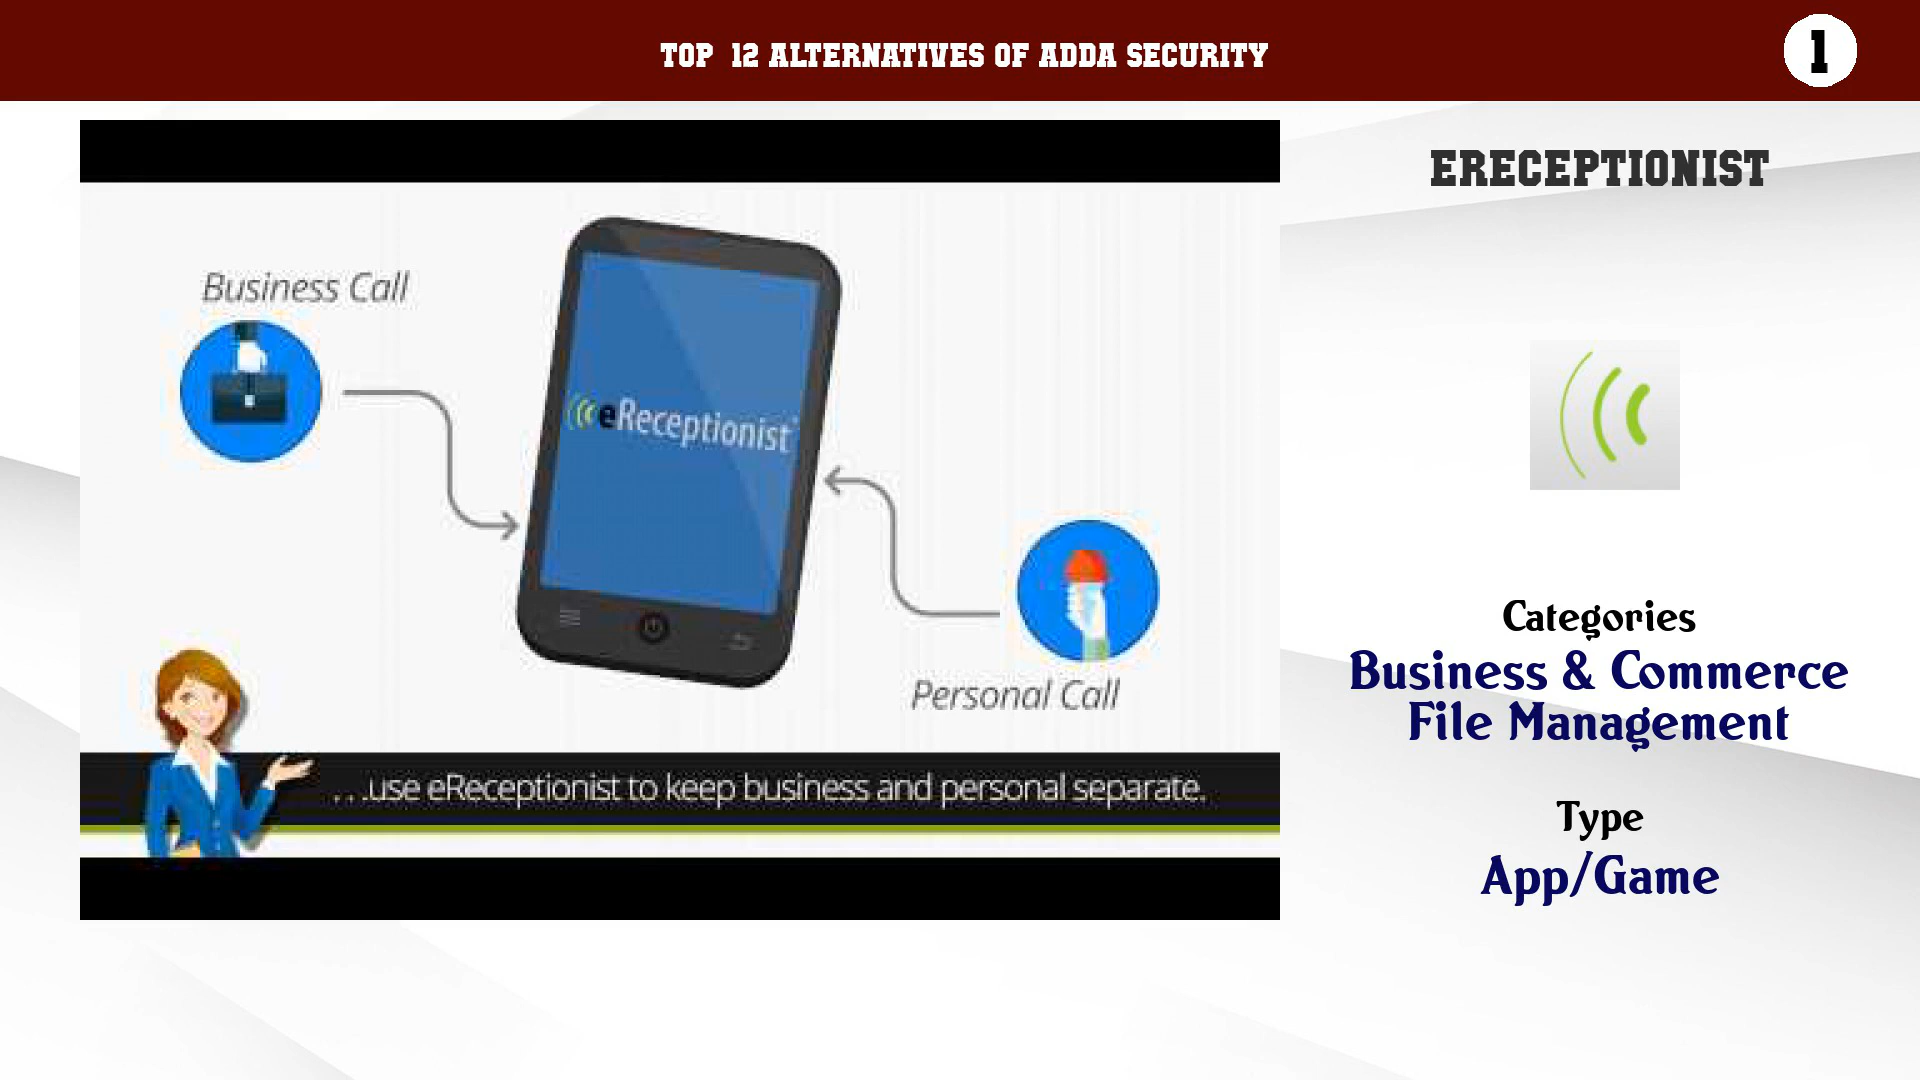 TOP 12 ALTERNATIVES OF ADDA SECURITY
1
ERECEPTIONIST
Business Call
eReceptionist
Personal Call
...use eReceptionist to keep business and personal separate.
Categories
Business & Commerce
File Management
Type
App/Game